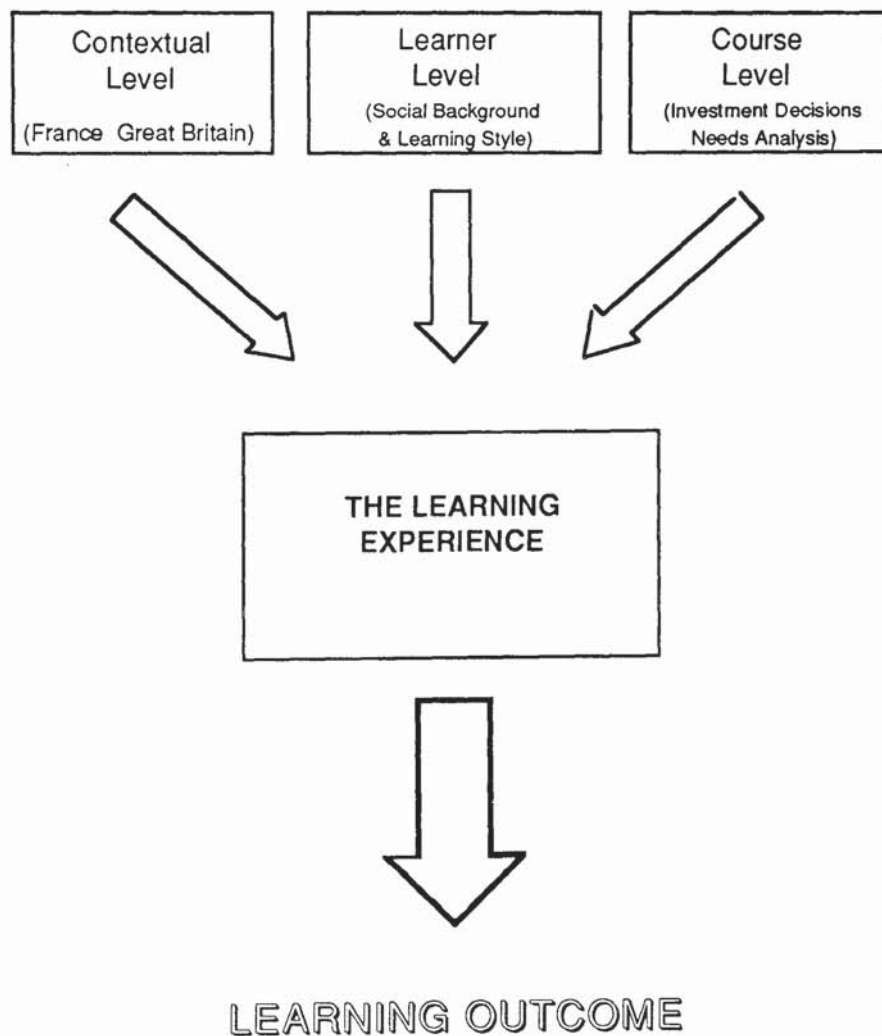 Contextual
Level
(France Great Britain)
Learner
Level
(Social Background
& Learning Style)
Course
Level
(Investment Decisions
Needs Analysis)
THE LEARNING
EXPERIENCE
LEARNING OUTCOME